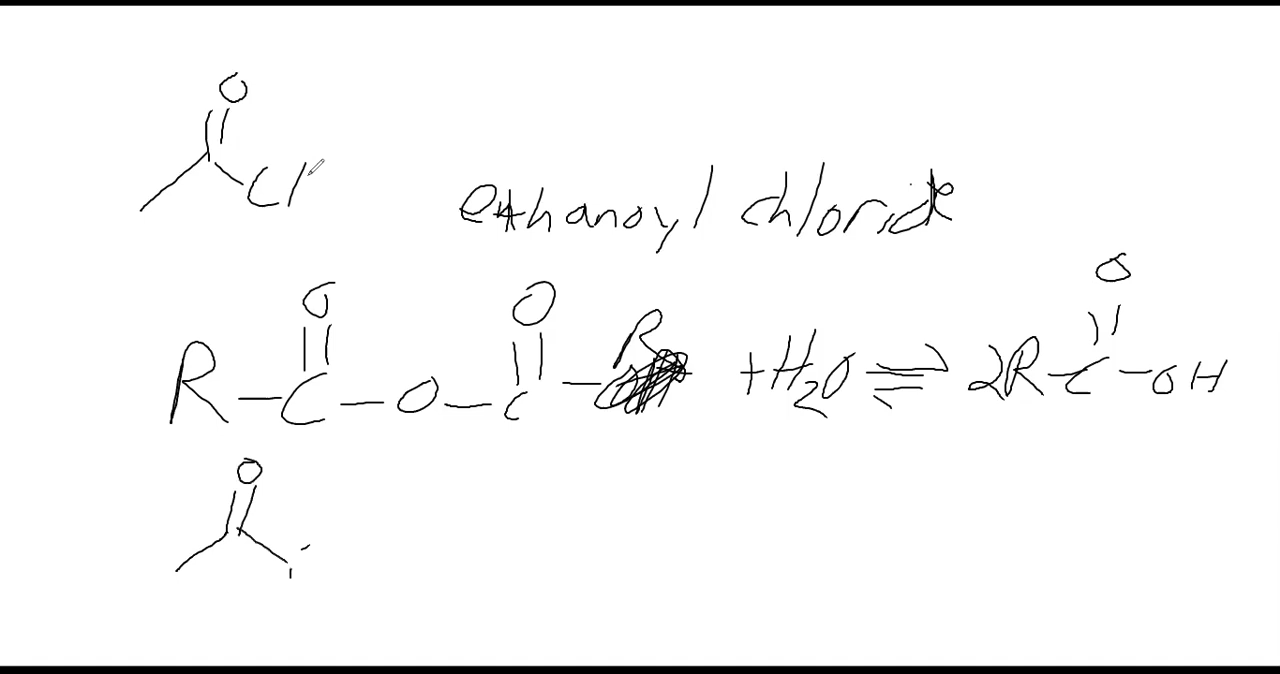 O
Cl
ethanoyl chloride
O O O
R-C-O-C-R +H2O ⇌ 2R-C-OH
O